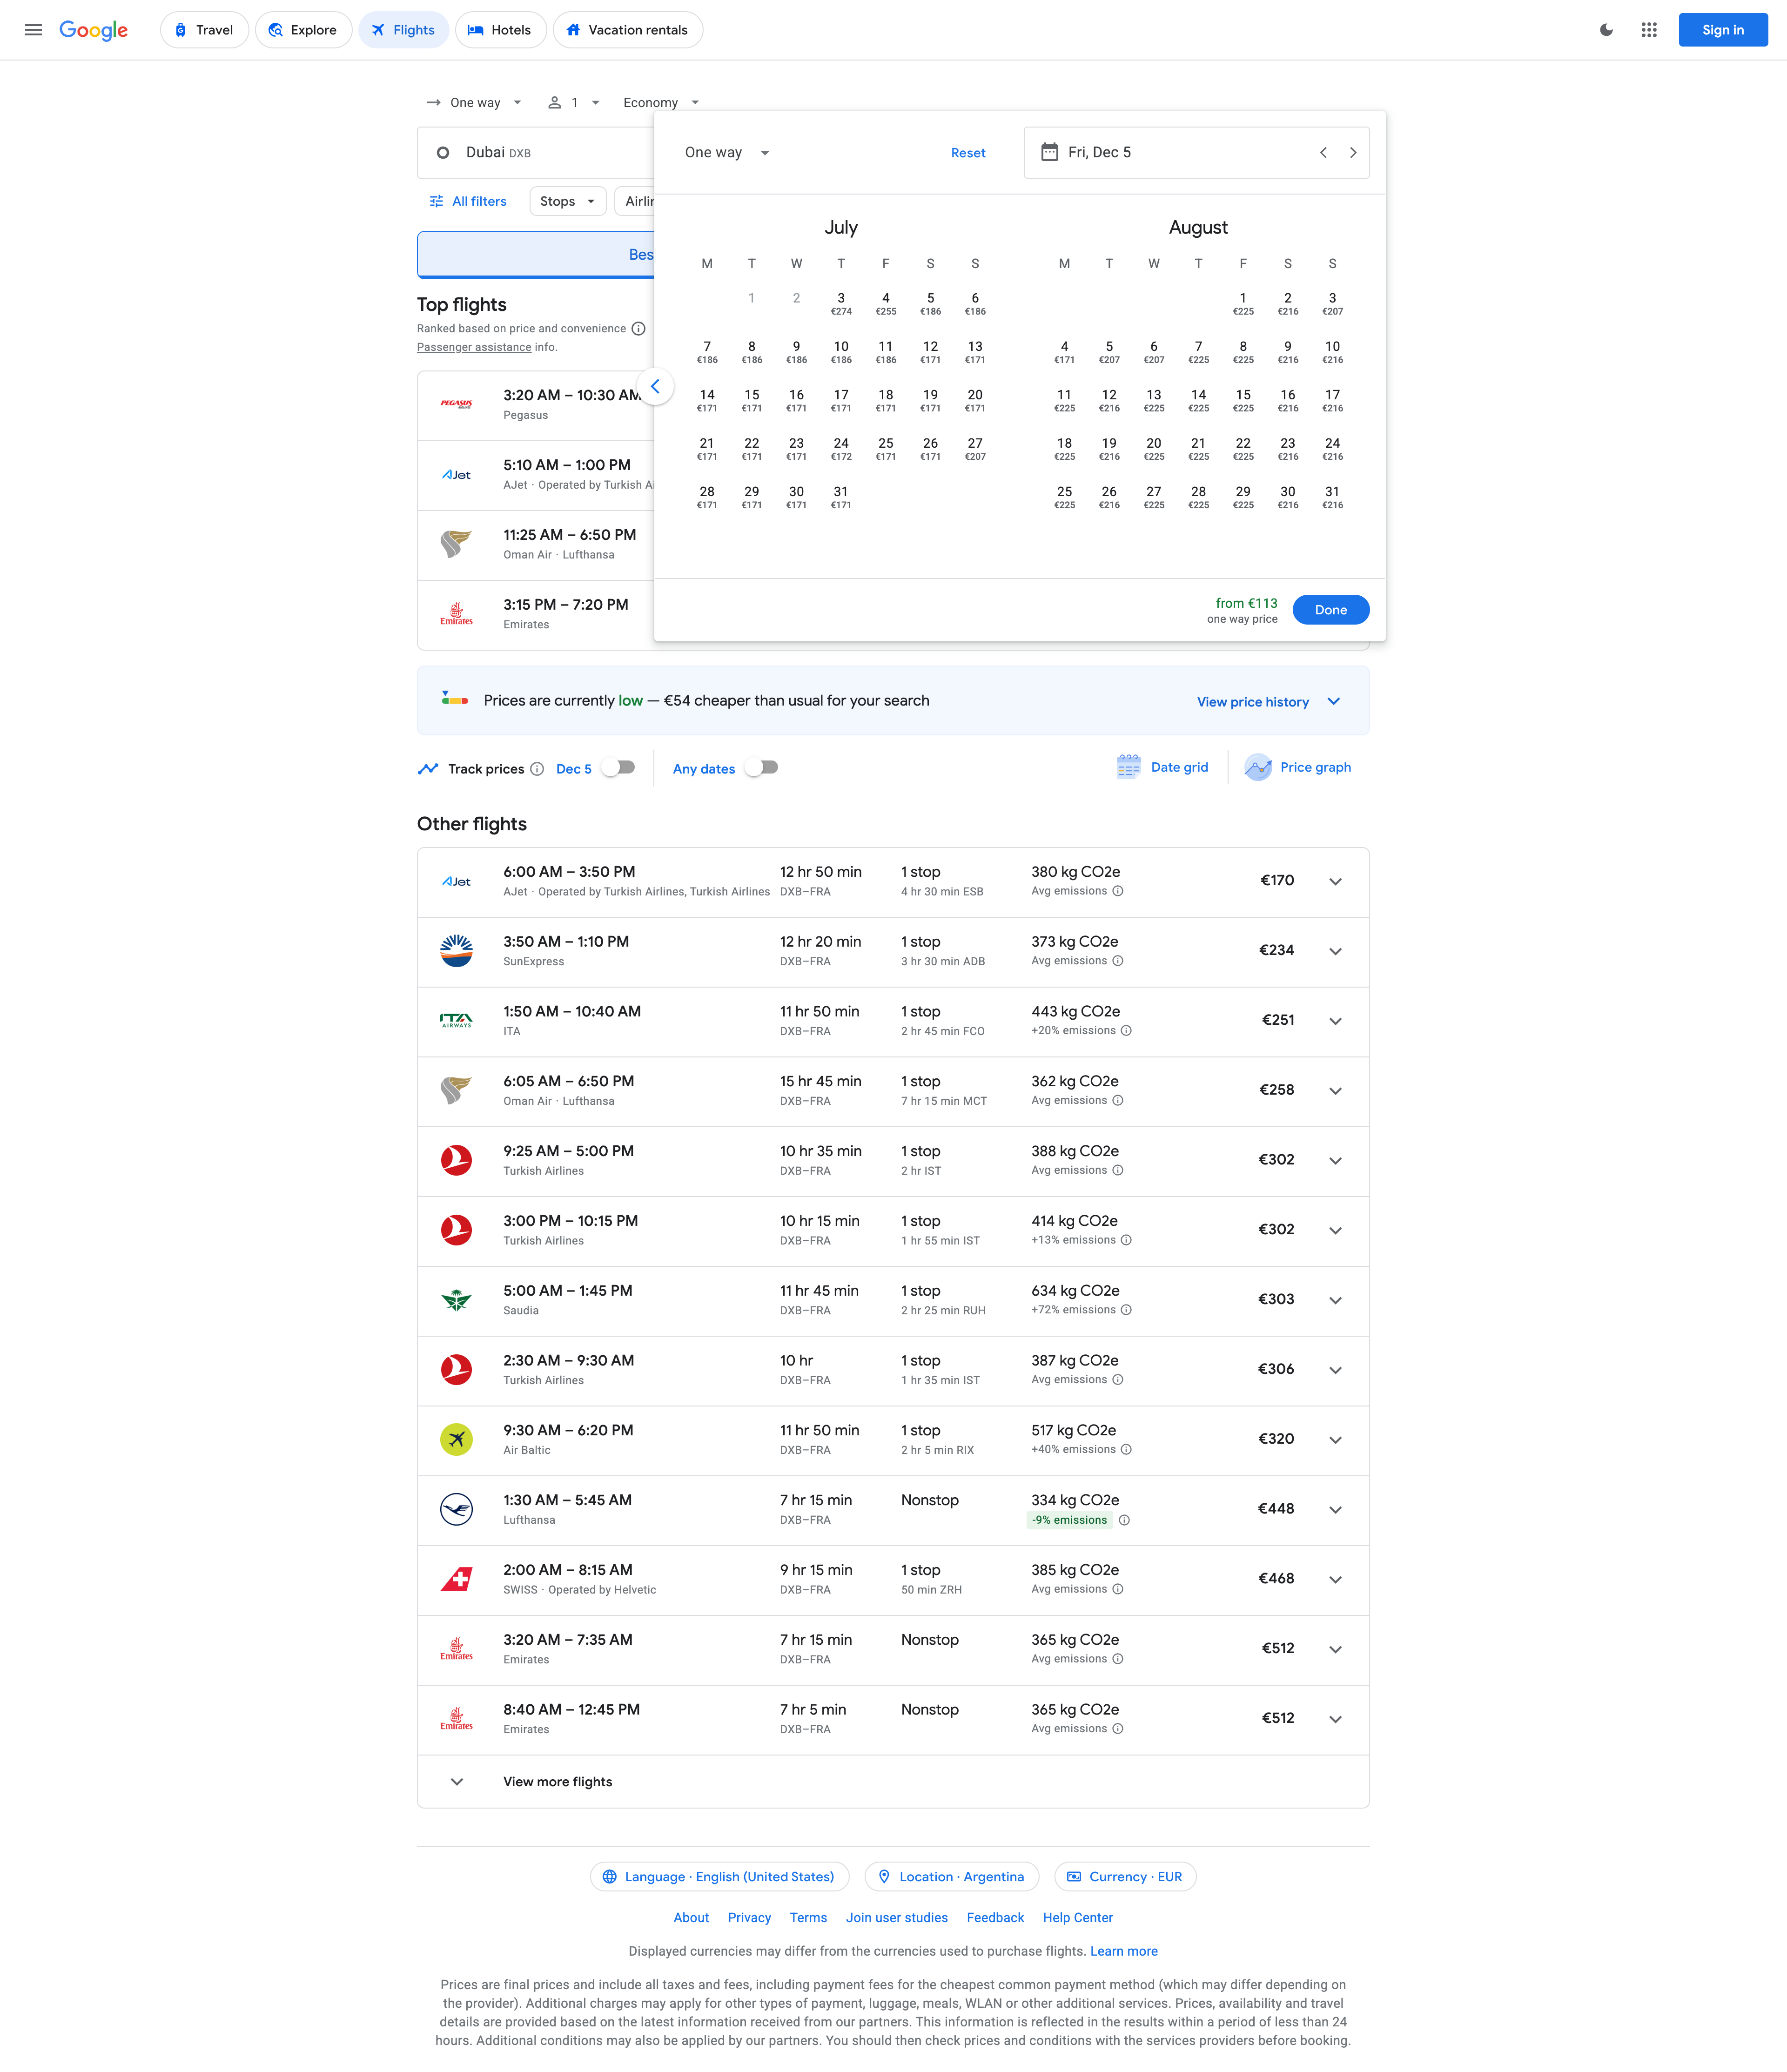 Google
Travel
Explore
Flights
Hotels
Vacation rentals
Sign in
One way
1
Economy
Dubai DXB
All filters
Stops
Top flights
Ranked based on price and convenience
Passenger assistance info.
PEGASUS
3:20 AM – 10:30 AM
Pegasus
AJet
5:10 AM – 1:00 PM
AJet · Operated by Turkish
11:25 AM – 6:50 PM
Oman Air · Lufthansa
Emirates
3:15 PM – 7:20 PM
Emirates
One way
Reset
Fri, Dec 5
July
M T W T F S S
1 2 3 4 5 6
€274 €255 €186 €186
7 8 9 10 11 12 13
€186 €186 €186 €186 €186 €171 €171
14 15 16 17 18 19 20
€171 €171 €171 €171 €171 €171 €171
21 22 23 24 25 26 27
€171 €171 €171 €172 €171 €171 €207
28 29 30 31
€171 €171 €171 €171
August
M T W T F S S
1 2 3
€225 €216 €207
4 5 6 7 8 9 10
€171 €207 €207 €225 €225 €216 €216
11 12 13 14 15 16 17
€225 €216 €225 €225 €225 €216 €216
18 19 20 21 22 23 24
€225 €216 €225 €225 €225 €216 €216
25 26 27 28 29 30 31
€225 €216 €225 €225 €225 €216 €216
from €113
one way price
Done
Prices are currently low — €54 cheaper than usual for your search
View price history
Track prices
Dec 5
Any dates
Date grid
Price graph
Other flights
AJet
6:00 AM – 3:50 PM 12 hr 50 min 1 stop 380 kg CO2e €170
AJet · Operated by Turkish Airlines, Turkish Airlines DXB–FRA 4 hr 30 min ESB Avg emissions
3:50 AM – 1:10 PM 12 hr 20 min 1 stop 373 kg CO2e €234
SunExpress DXB–FRA 3 hr 30 min ADB Avg emissions
ITA AIRWAYS
1:50 AM – 10:40 AM 11 hr 50 min 1 stop 443 kg CO2e €251
ITA DXB–FRA 2 hr 45 min FCO +20% emissions
6:05 AM – 6:50 PM 15 hr 45 min 1 stop 362 kg CO2e €258
Oman Air · Lufthansa DXB–FRA 7 hr 15 min MCT Avg emissions
9:25 AM – 5:00 PM 10 hr 35 min 1 stop 388 kg CO2e €302
Turkish Airlines DXB–FRA 2 hr IST Avg emissions
3:00 PM – 10:15 PM 10 hr 15 min 1 stop 414 kg CO2e €302
Turkish Airlines DXB–FRA 1 hr 55 min IST +13% emissions
5:00 AM – 1:45 PM 11 hr 45 min 1 stop 634 kg CO2e €303
Saudia DXB–FRA 2 hr 25 min RUH +72% emissions
2:30 AM – 9:30 AM 10 hr 1 stop 387 kg CO2e €306
Turkish Airlines DXB–FRA 1 hr 35 min IST Avg emissions
9:30 AM – 6:20 PM 11 hr 50 min 1 stop 517 kg CO2e €320
Air Baltic DXB–FRA 2 hr 5 min RIX +40% emissions
1:30 AM – 5:45 AM 7 hr 15 min Nonstop 334 kg CO2e €448
Lufthansa DXB–FRA -9% emissions
2:00 AM – 8:15 AM 9 hr 15 min 1 stop 385 kg CO2e €468
SWISS · Operated by Helvetic DXB–FRA 50 min ZRH Avg emissions
Emirates
3:20 AM – 7:35 AM 7 hr 15 min Nonstop 365 kg CO2e €512
Emirates DXB–FRA Avg emissions
Emirates
8:40 AM – 12:45 PM 7 hr 5 min Nonstop 365 kg CO2e €512
Emirates DXB–FRA Avg emissions
View more flights
Language · English (United States)
Location · Argentina
Currency · EUR
About Privacy Terms Join user studies Feedback Help Center
Displayed currencies may differ from the currencies used to purchase flights. Learn more
Prices are final prices and include all taxes and fees, including payment fees for the cheapest common payment method (which may differ depending on
the provider). Additional charges may apply for other types of payment, luggage, meals, WLAN or other additional services. Prices, availability and travel
details are provided based on the latest information received from our partners. This information is reflected in the results within a period of less than 24
hours. Additional conditions may also be applied by our partners. You should then check prices and conditions with the services providers before booking.